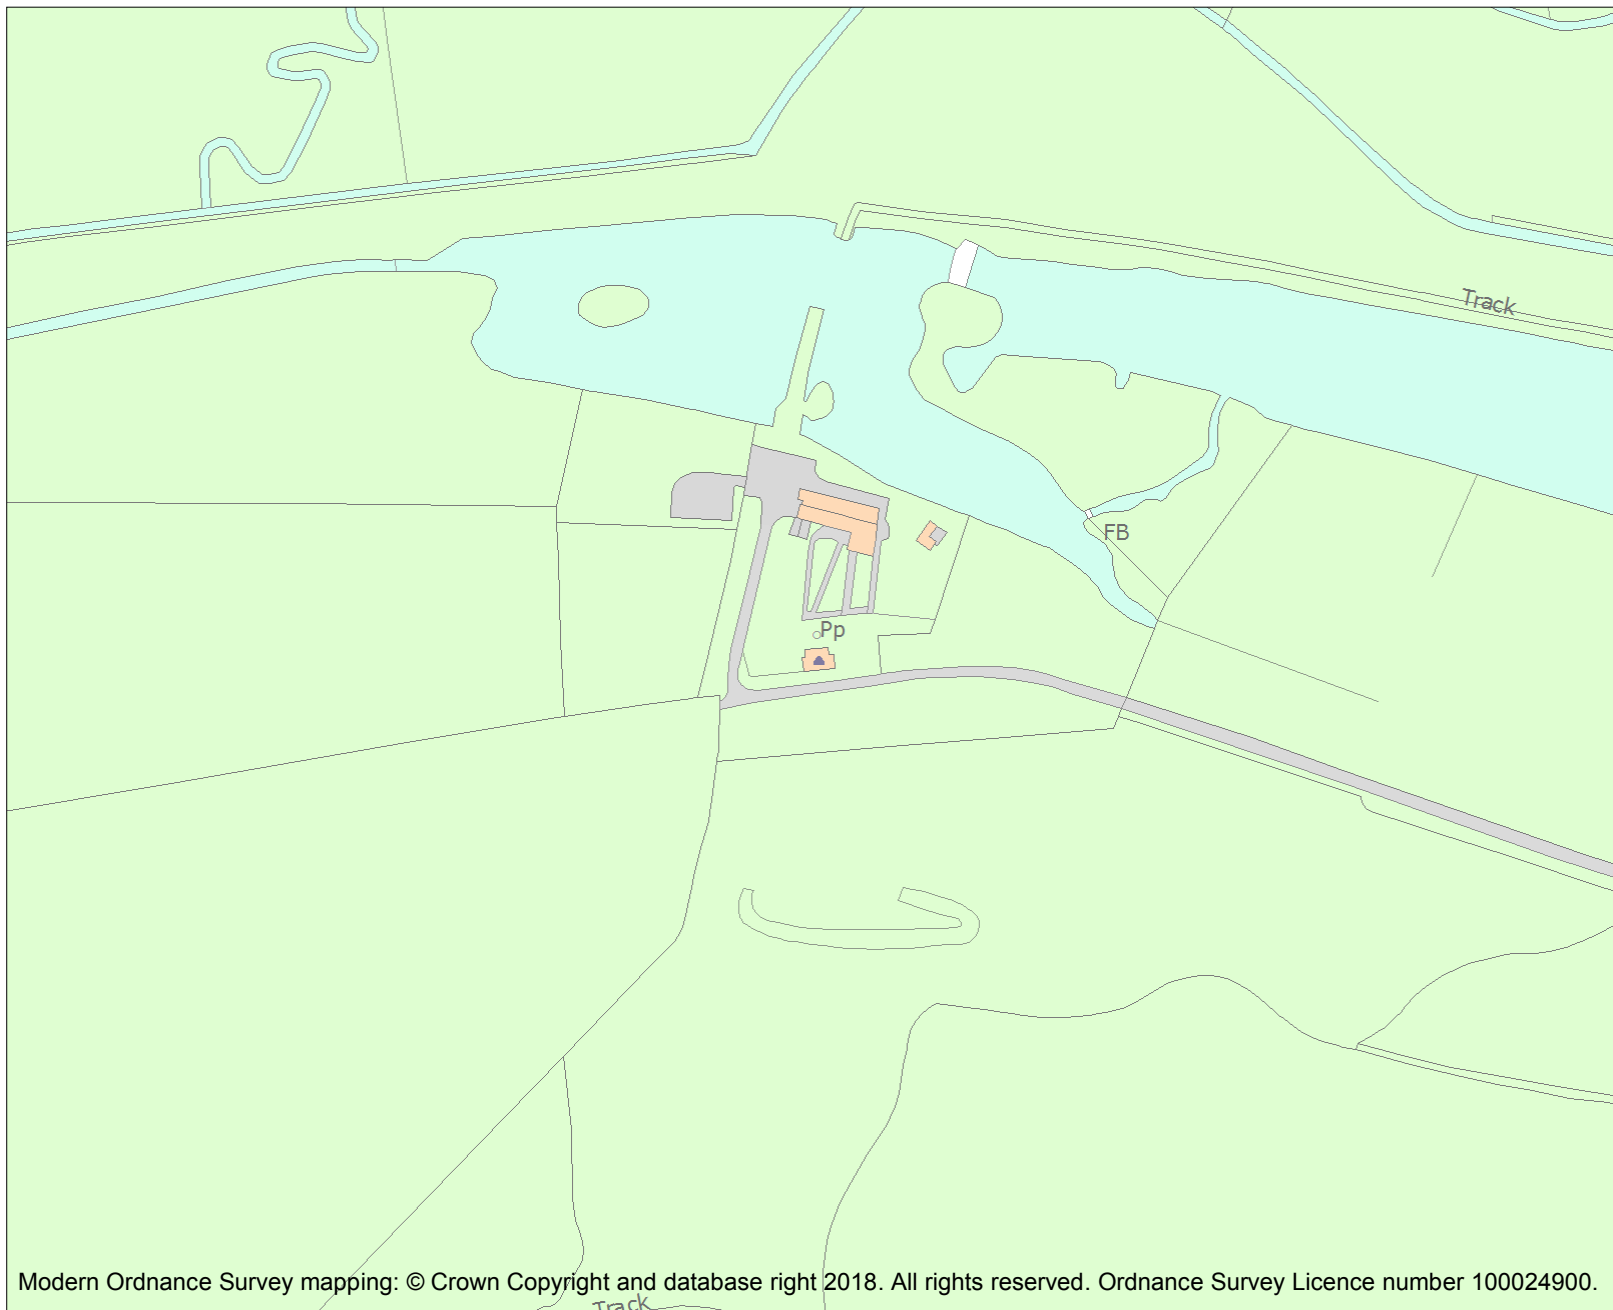 Track
FB
Pp
Modern Ordnance Survey mapping: © Crown Copyright and database right 2018. All rights reserved. Ordnance Survey Licence number 100024900.
Track